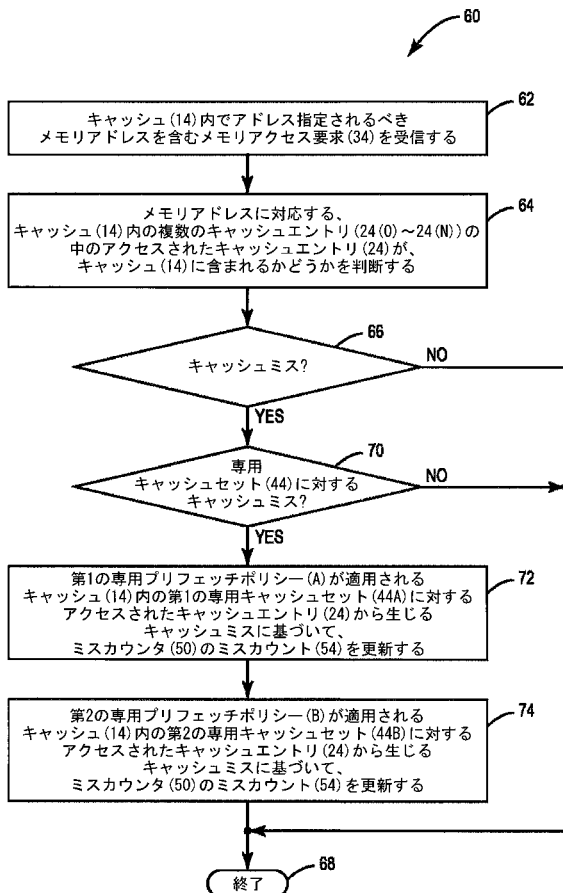 60
62
キャッシュ(14)内でアドレス指定されるべき
メモリアドレスを含むメモリアクセス要求(34)を受信する
64
メモリアドレスに対応する、
キャッシュ(14)内の複数のキャッシュエントリ(24(0)～24(N))の
中のアクセスされたキャッシュエントリ(24)が、
キャッシュ(14)に含まれるかどうかを判断する
66
キャッシュミス?
NO
YES
70
専用
キャッシュセット(44)に対する
キャッシュミス?
NO
YES
72
第1の専用プリフェッチポリシー(A)が適用される
キャッシュ(14)内の第1の専用キャッシュセット(44A)に対する
アクセスされたキャッシュエントリ(24)から生じる
キャッシュミスに基づいて、
ミスカウンタ(50)のミスカウント(54)を更新する
74
第2の専用プリフェッチポリシー(B)が適用される
キャッシュ(14)内の第2の専用キャッシュセット(44B)に対する
アクセスされたキャッシュエントリ(24)から生じる
キャッシュミスに基づいて、
ミスカウンタ(50)のミスカウント(54)を更新する
68
終了